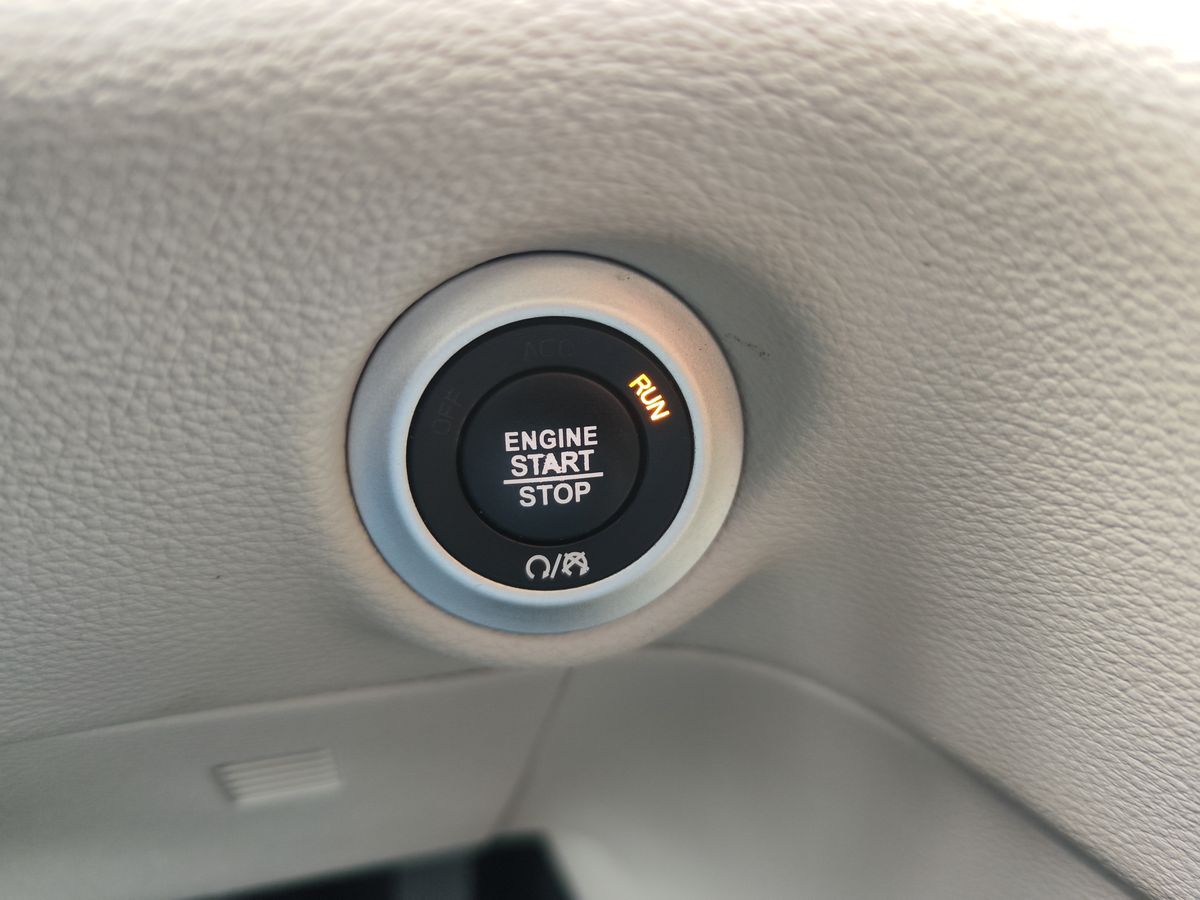 ACC
OFF
RUN
ENGINE
START
STOP